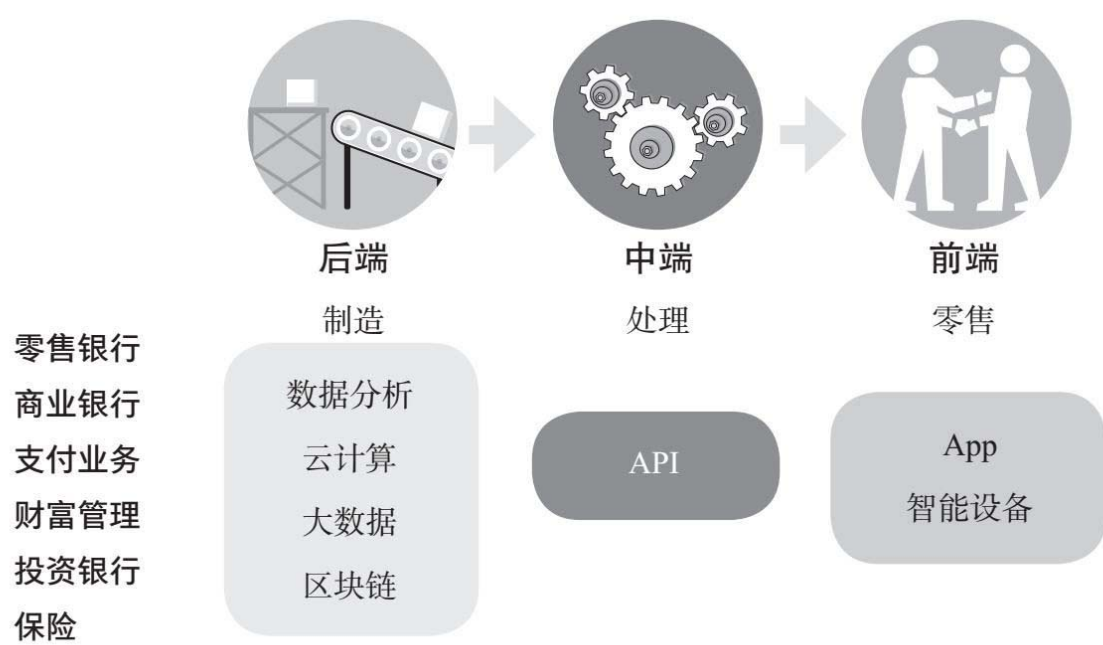 后端
中端
前端
制造
处理
零售
零售银行
商业银行
支付业务
财富管理
投资银行
保险
数据分析
云计算
大数据
区块链
API
App
智能设备